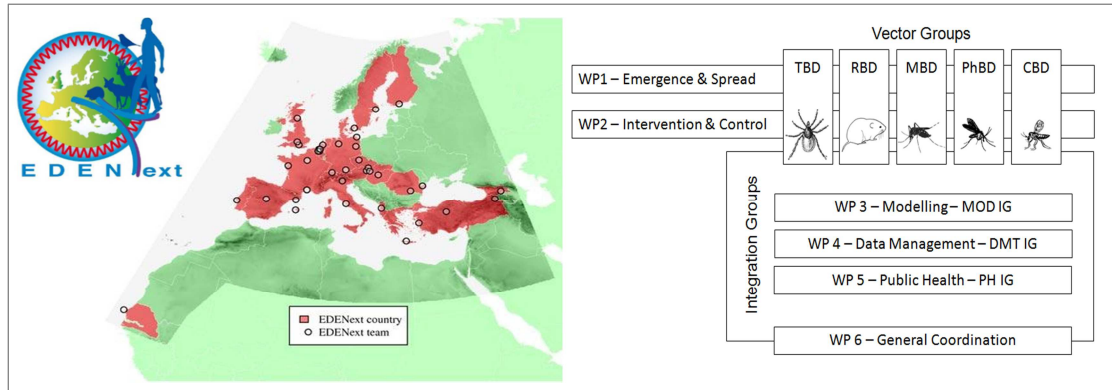 EDENext
EDENext country
EDENext team
Vector Groups
TBD RBD MBD PhBD CBD
WP1 – Emergence & Spread
WP2 – Intervention & Control
Integration Groups
WP 3 – Modelling – MOD IG
WP 4 – Data Management – DMT IG
WP 5 – Public Health – PH IG
WP 6 – General Coordination